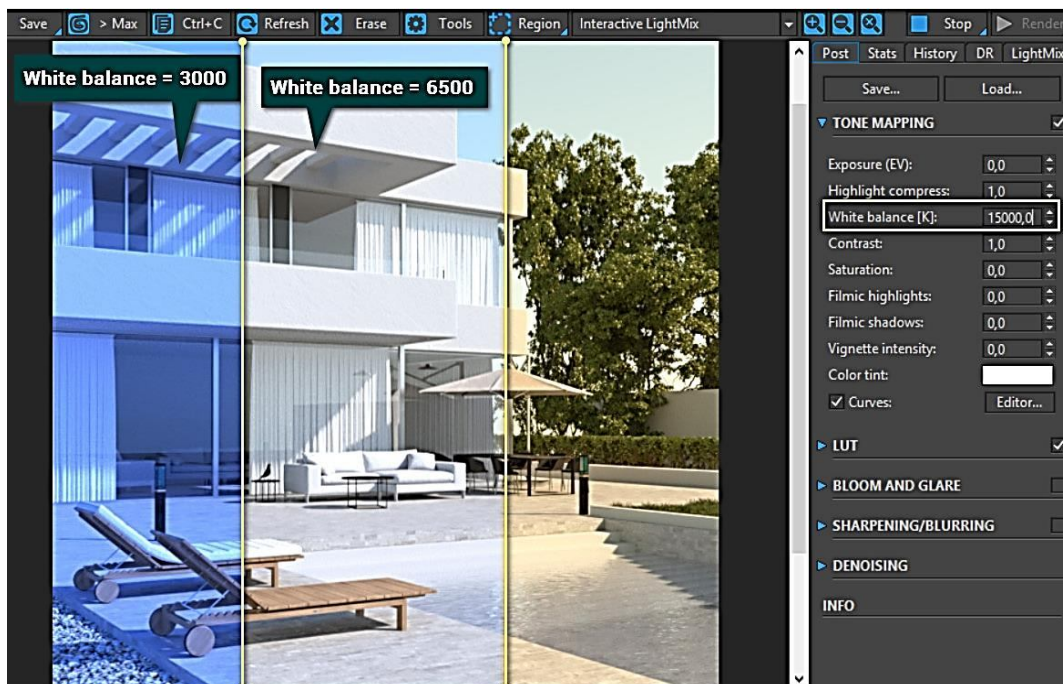 Save > Max Ctrl+C Refresh Erase Tools Region Interactive LightMix Stop Render
Post Stats History DR LightMix
White balance = 3000
White balance = 6500
Save... Load...
TONE MAPPING
Exposure (EV): 0,0
Highlight compress: 1,0
White balance [K]: 15000,0
Contrast: 1,0
Saturation: 0,0
Filmic highlights: 0,0
Filmic shadows: 0,0
Vignette intensity: 0,0
Color tint:
Curves: Editor...
LUT
BLOOM AND GLARE
SHARPENING/BLURRING
DENOISING
INFO